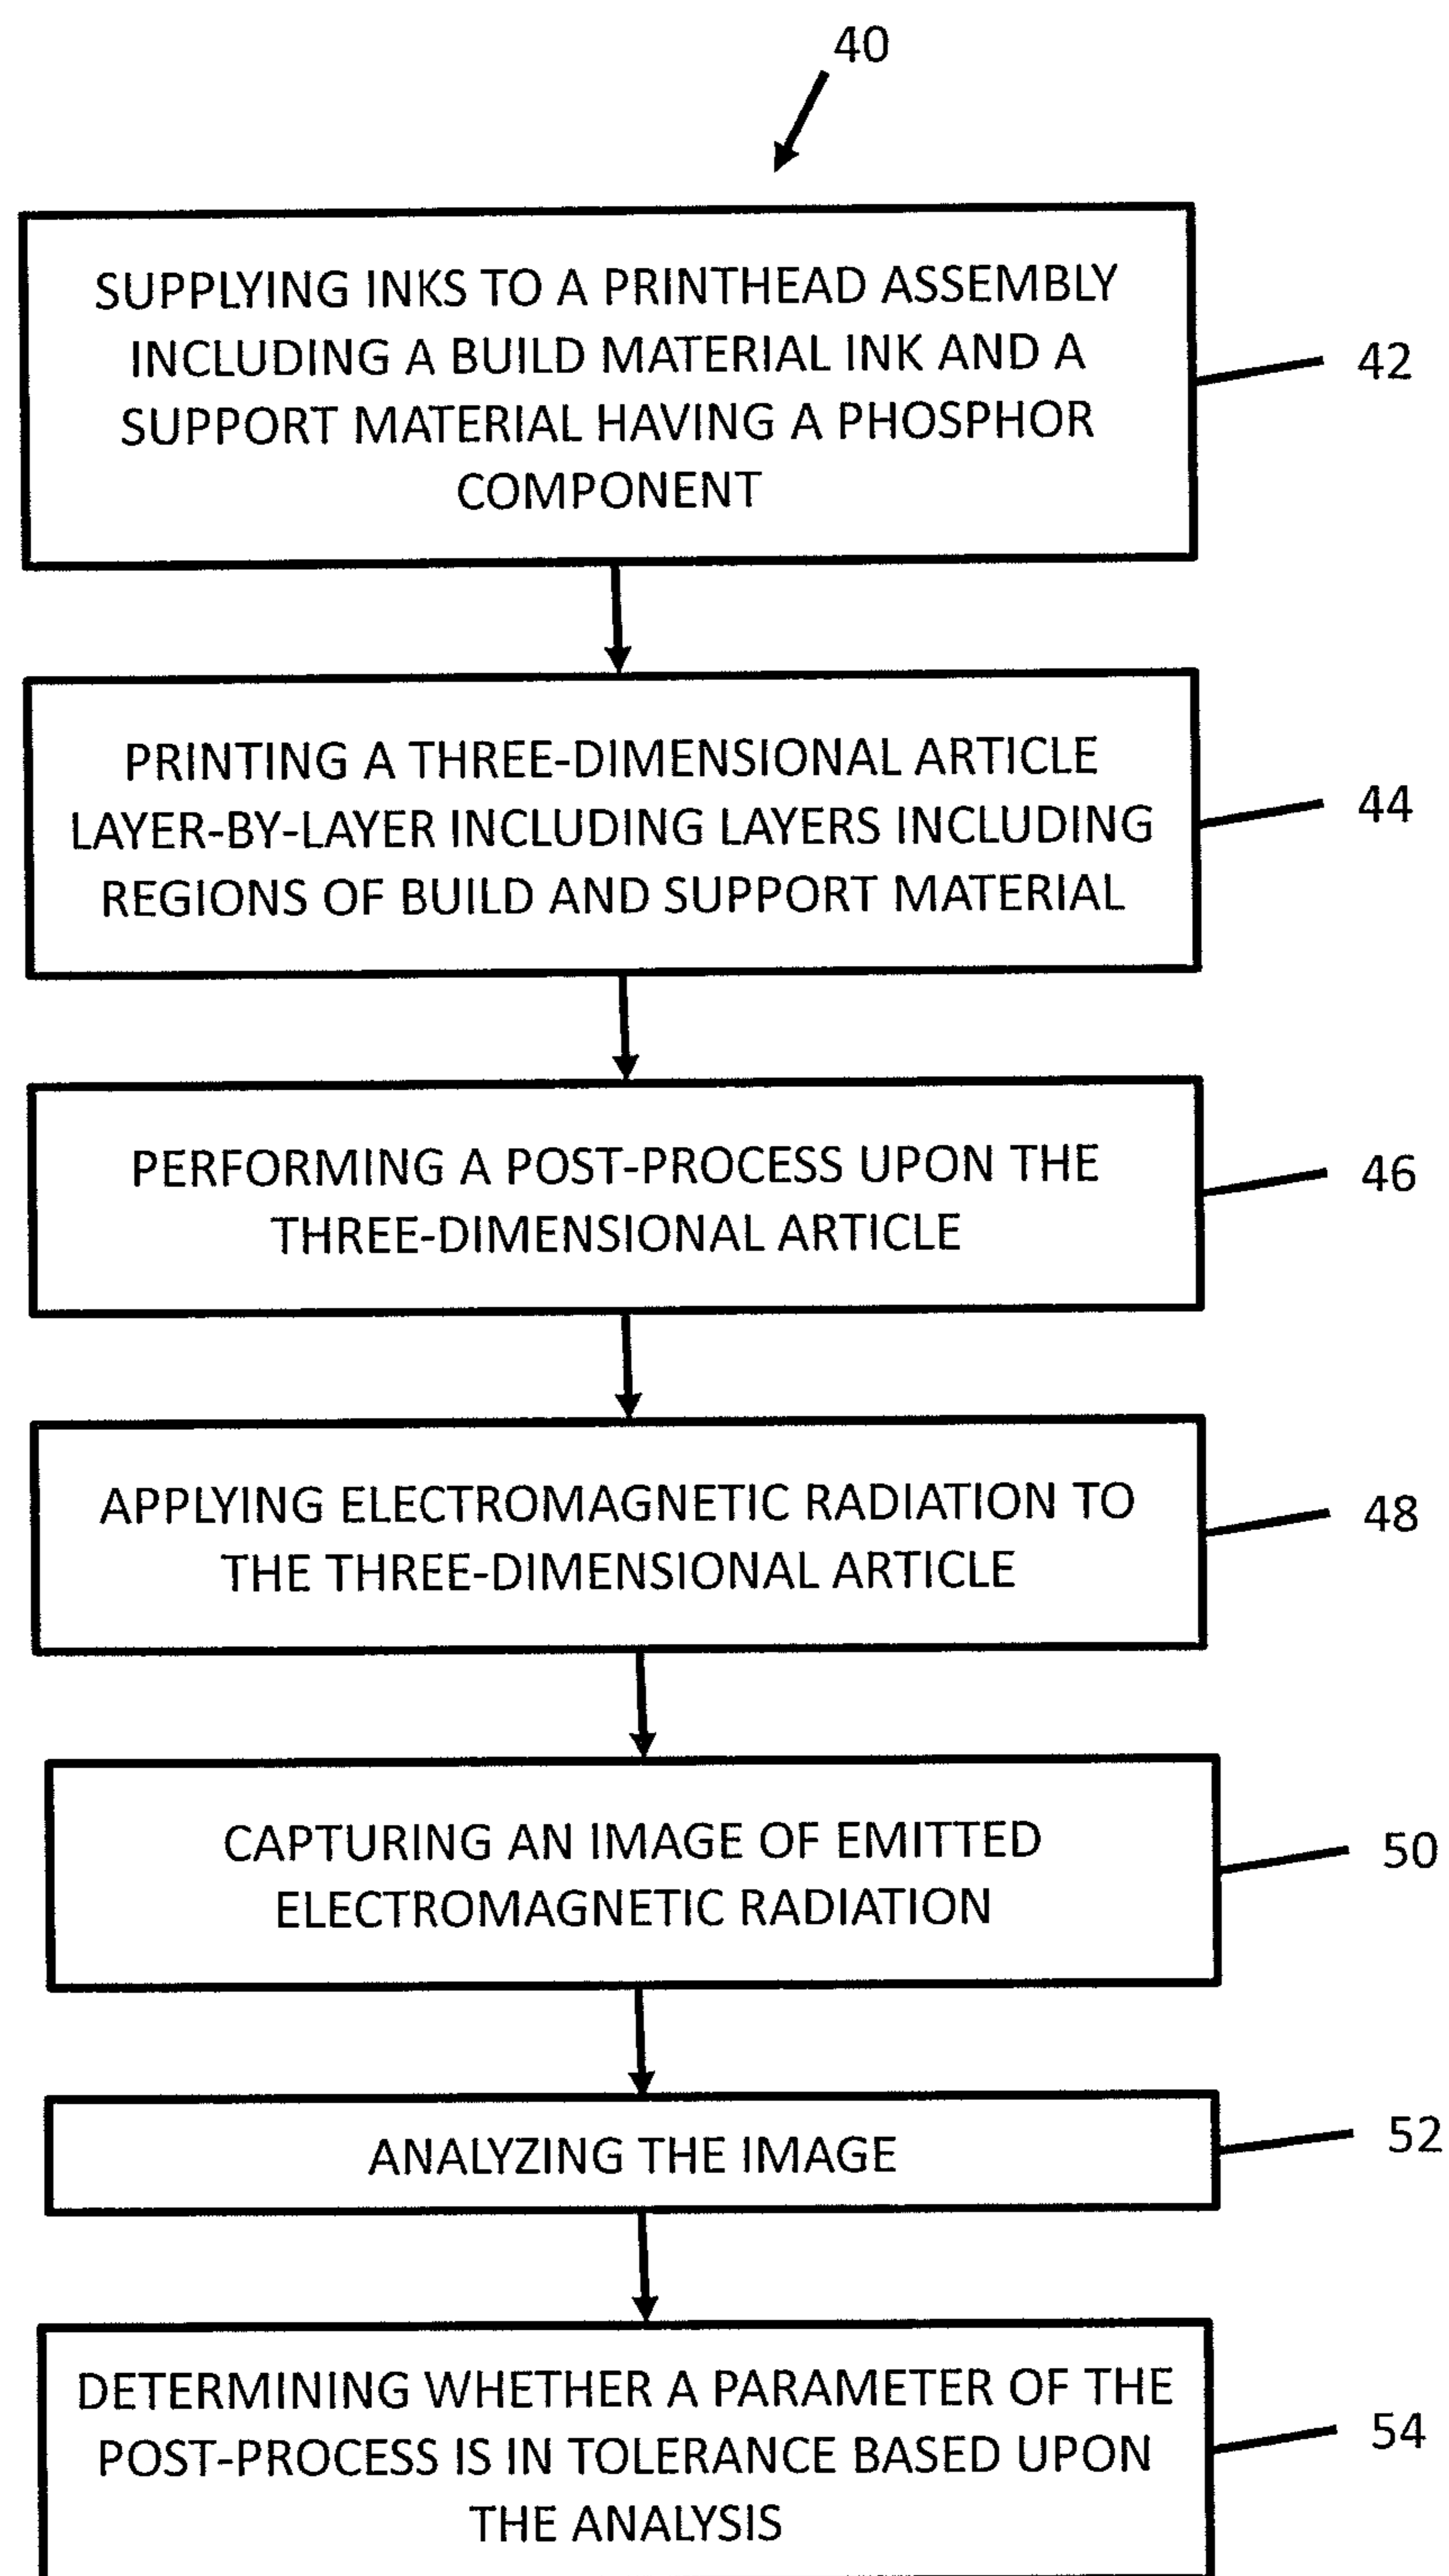 40
SUPPLYING INKS TO A PRINTHEAD ASSEMBLY
INCLUDING A BUILD MATERIAL INK AND A
SUPPORT MATERIAL HAVING A PHOSPHOR
COMPONENT
42
PRINTING A THREE-DIMENSIONAL ARTICLE
LAYER-BY-LAYER INCLUDING LAYERS INCLUDING
REGIONS OF BUILD AND SUPPORT MATERIAL
44
PERFORMING A POST-PROCESS UPON THE
THREE-DIMENSIONAL ARTICLE
46
APPLYING ELECTROMAGNETIC RADIATION TO
THE THREE-DIMENSIONAL ARTICLE
48
CAPTURING AN IMAGE OF EMITTED
ELECTROMAGNETIC RADIATION
50
ANALYZING THE IMAGE
52
DETERMINING WHETHER A PARAMETER OF THE
POST-PROCESS IS IN TOLERANCE BASED UPON
THE ANALYSIS
54